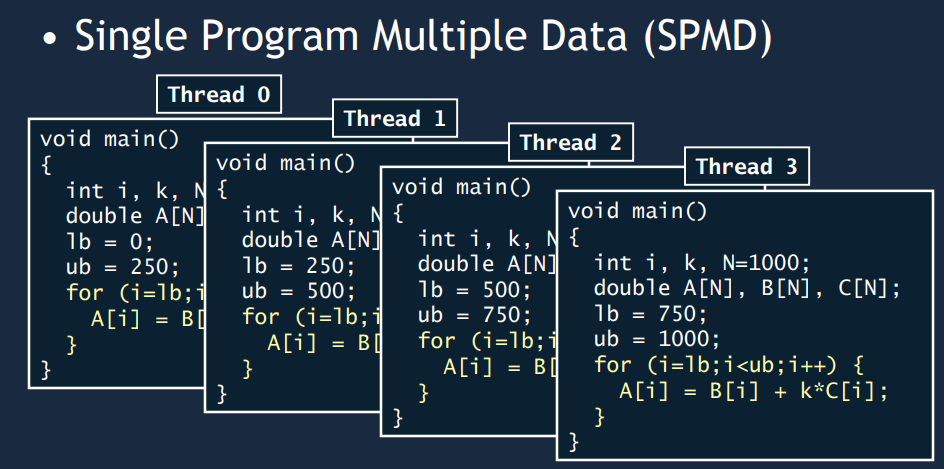 • Single Program Multiple Data (SPMD)
Thread 0
void main()
{
int i, k, N
double A[N]
lb = 0;
ub = 250;
for (i=lb;i
A[i] = B[
}
}
Thread 1
void main()
{
int i, k, N
double A[N]
lb = 250;
ub = 500;
for (i=lb;i
A[i] = B[
}
}
Thread 2
void main()
{
int i, k, N
double A[N]
lb = 500;
ub = 750;
for (i=lb;i
A[i] = B[
}
}
Thread 3
void main()
{
int i, k, N=1000;
double A[N], B[N], C[N];
lb = 750;
ub = 1000;
for (i=lb;i<ub;i++) {
A[i] = B[i] + k*C[i];
}
}